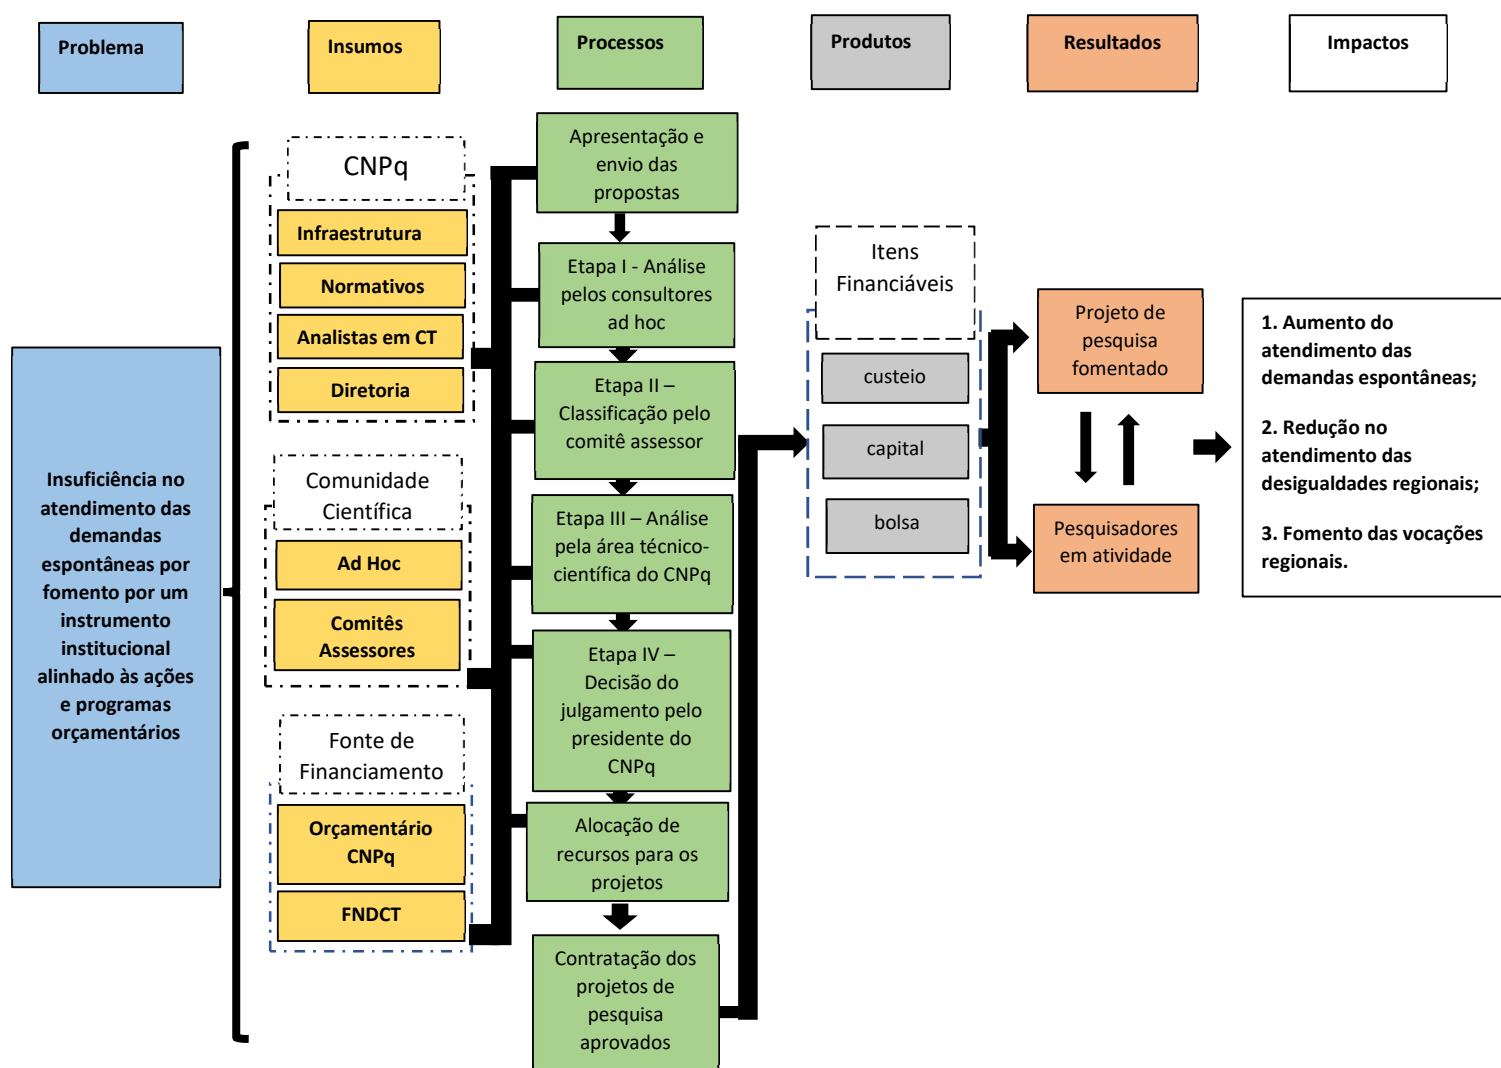 Problema
Insumos
Processos
Produtos
Resultados
Impactos
Insuficiência no
atendimento das
demandas
espontâneas por
fomento por um
instrumento
institucional
alinhado às ações
e programas
orçamentários
CNPq
Infraestrutura
Normativos
Analistas em CT
Diretoria
Comunidade
Científica
Ad Hoc
Comitês
Assessores
Fonte de
Financiamento
Orçamentário
CNPq
FNDCT
Apresentação e
envio das
propostas
Etapa I - Análise
pelos consultores
ad hoc
Etapa II –
Classificação pelo
comitê assessor
Etapa III – Análise
pela área técnico-
científica do CNPq
Etapa IV –
Decisão do
julgamento pelo
presidente do
CNPq
Alocação de
recursos para os
projetos
Contratação dos
projetos de
pesquisa
aprovados
Itens
Financiáveis
custeio
capital
bolsa
Projeto de
pesquisa
fomentado
Pesquisadores
em atividade
1. Aumento do
atendimento das
demandas espontâneas;
2. Redução no
atendimento das
desigualdades regionais;
3. Fomento das vocações
regionais.